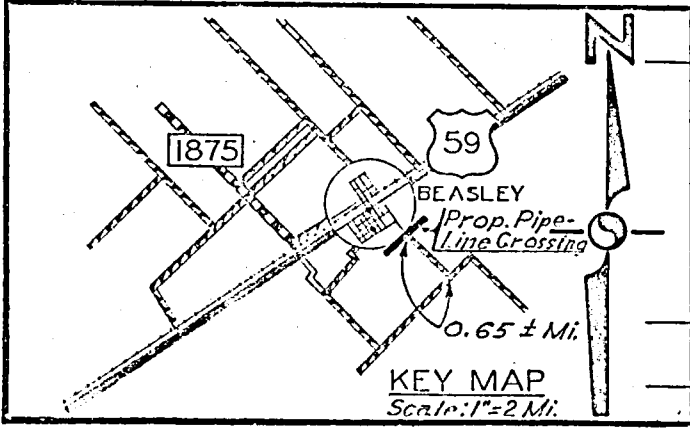 N
1875
59
BEASLEY
Prop. Pipe-
Line Crossing
0.65 ± Mi.
KEY MAP
Scale: 1"=2 Mi.